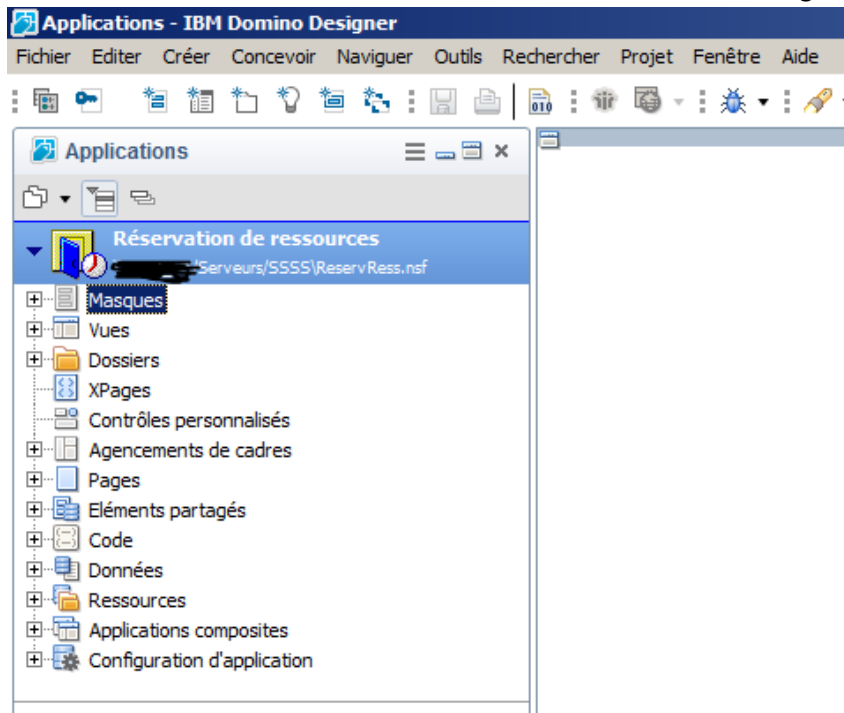 Applications - IBM Domino Designer
Fichier Editer Créer Concevoir Naviguer Outils Rechercher Projet Fenêtre Aide
010
Applications
Réservation de ressources
/Serveurs/SSSS\ReservRess.nsf
Masques
Vues
Dossiers
XPages
Contrôles personnalisés
Agencements de cadres
Pages
Eléments partagés
Code
Données
Ressources
Applications composites
Configuration d'application